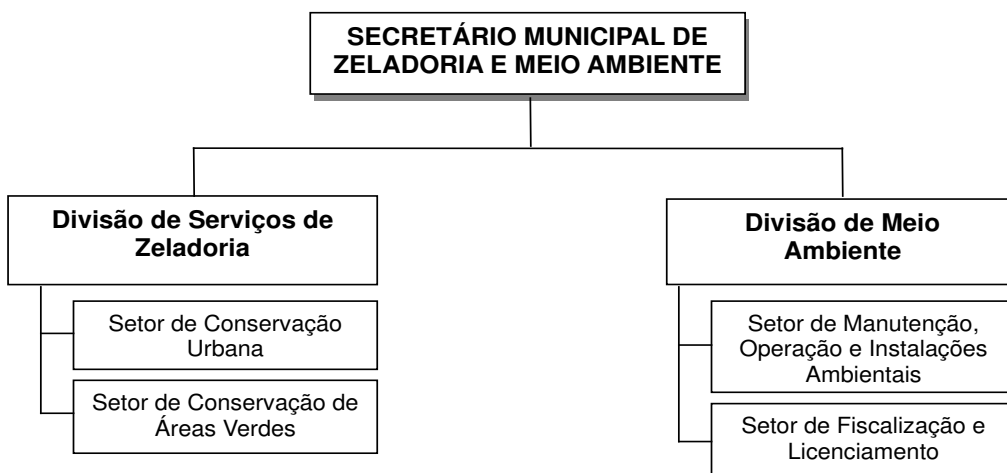 SECRETÁRIO MUNICIPAL DE
ZELADORIA E MEIO AMBIENTE
Divisão de Serviços de
Zeladoria
Setor de Conservação
Urbana
Setor de Conservação de
Áreas Verdes
Divisão de Meio
Ambiente
Setor de Manutenção,
Operação e Instalações
Ambientais
Setor de Fiscalização e
Licenciamento